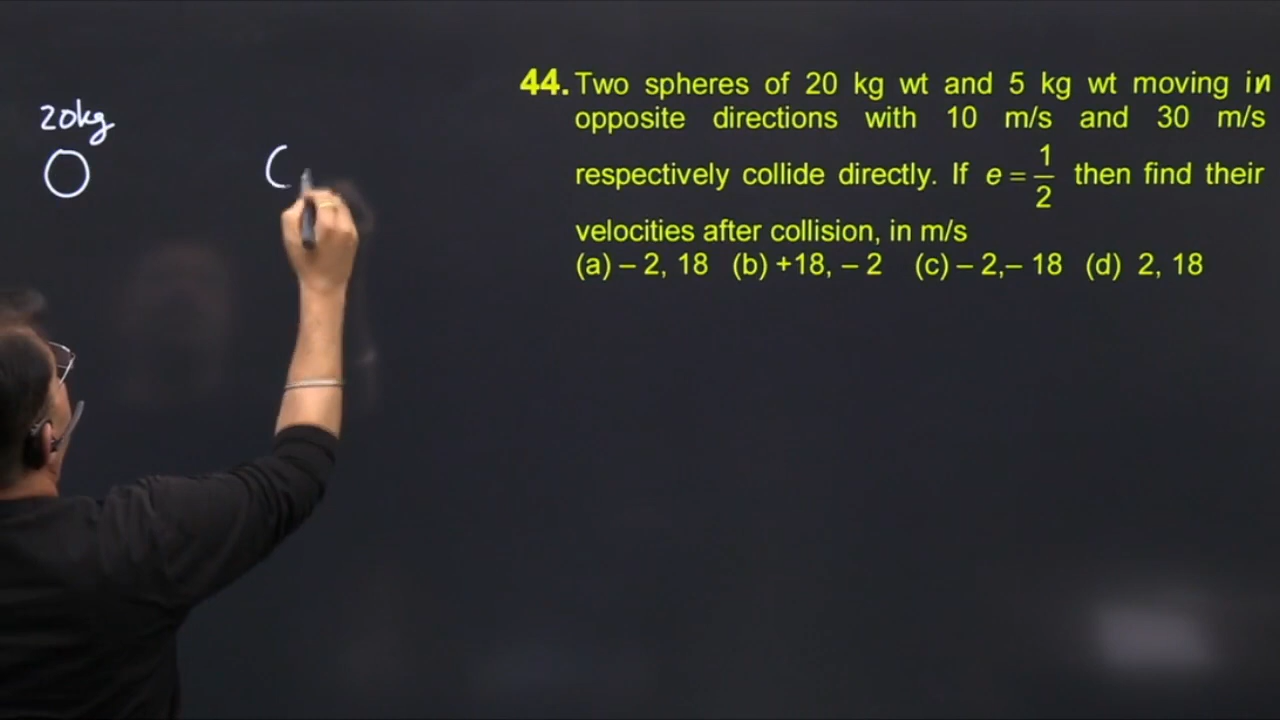 20kg
44. Two spheres of 20 kg wt and 5 kg wt moving in
opposite directions with 10 m/s and 30 m/s
respectively collide directly. If e = 1/2 then find their
velocities after collision, in m/s
(a) – 2, 18 (b) +18, – 2 (c) – 2,– 18 (d) 2, 18